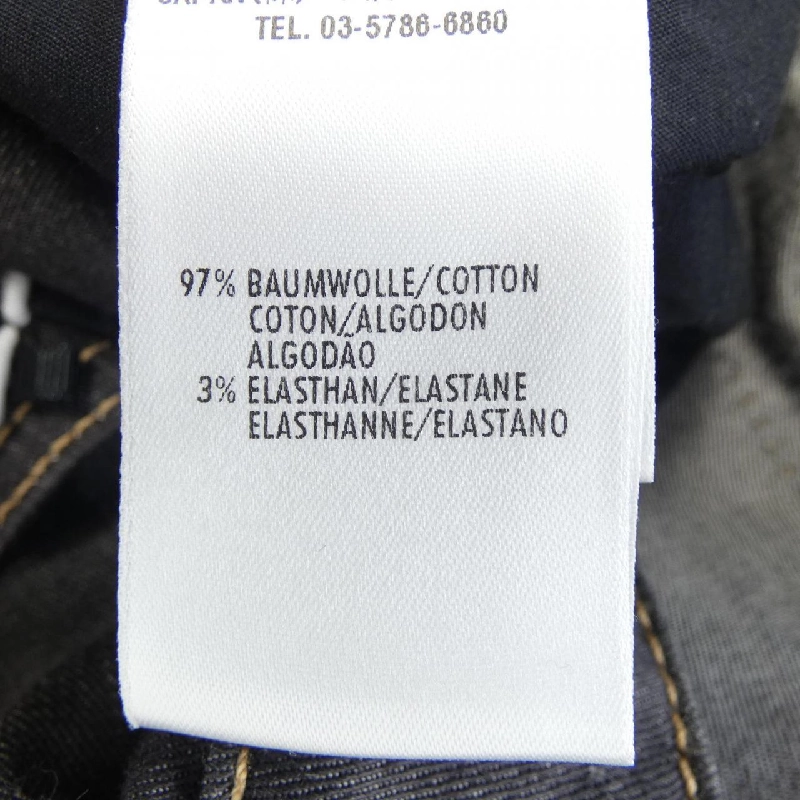 TEL. 03-5786-6860
97% BAUMWOLLE/COTTON
COTON/ALGODON
ALGODÃO
3% ELASTHAN/ELASTANE
ELASTHANNE/ELASTANO